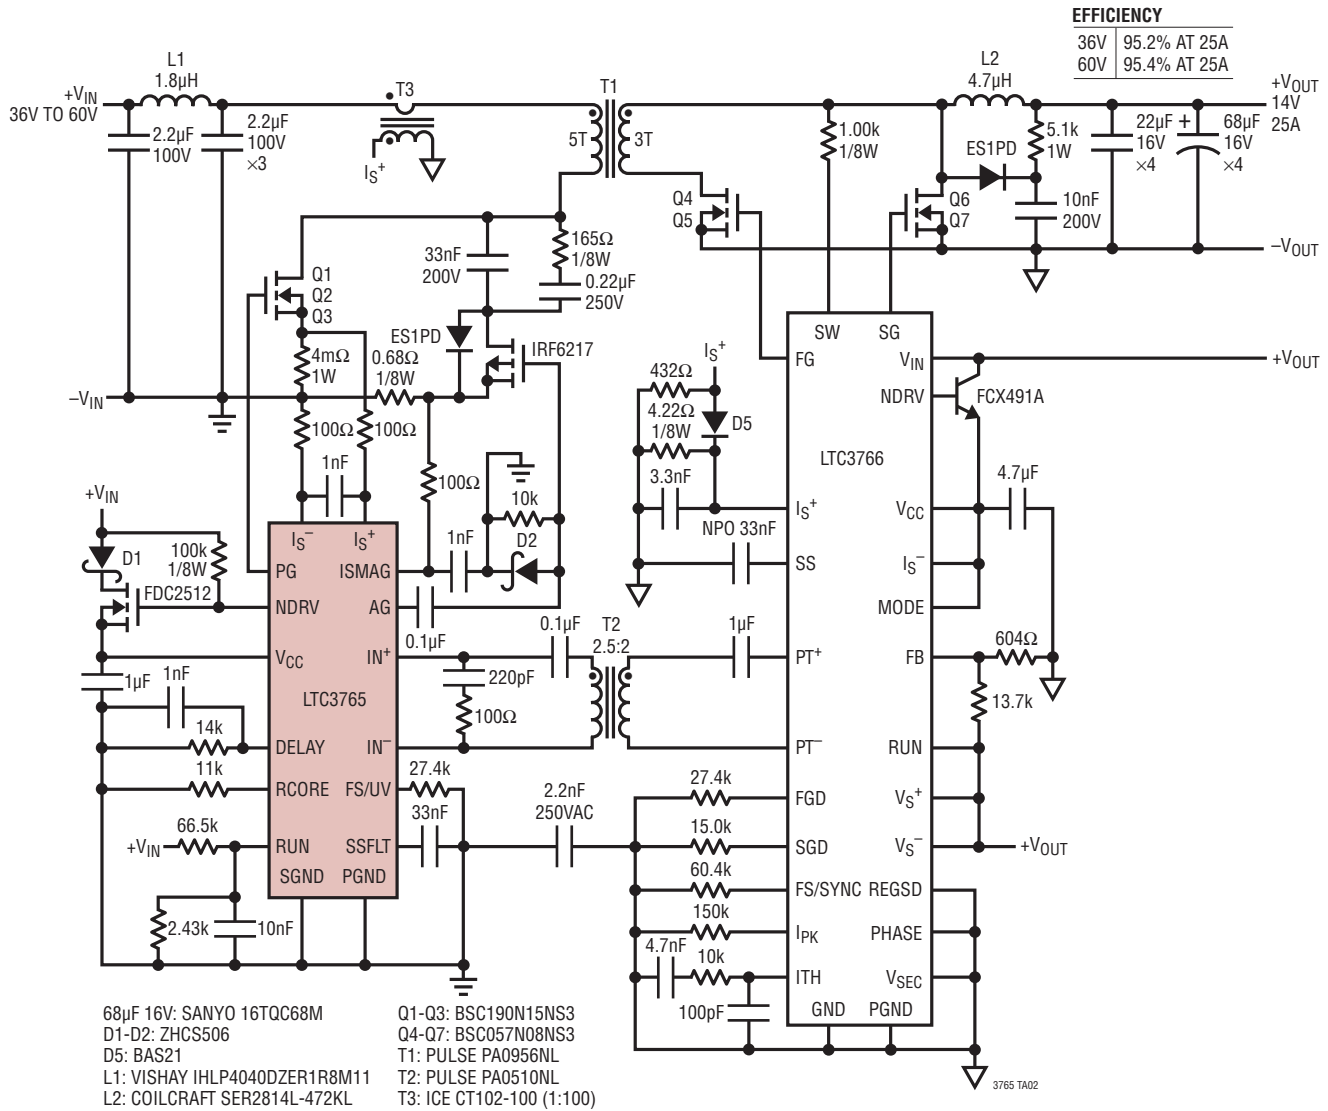 EFFICIENCY
36V 95.2% AT 25A
60V 95.4% AT 25A
L1
1.8µH
T3
T1
L2
4.7µH
+VIN
36V TO 60V
+VOUT
14V
25A
2.2µF
100V
2.2µF
100V
×3
IS+
5T
3T
1.00k
1/8W
ES1PD
5.1k
1W
22µF
16V
×4
+
68µF
16V
×4
Q4
Q5
Q6
Q7
10nF
200V
–VOUT
33nF
200V
165Ω
1/8W
0.22µF
250V
Q1
Q2
Q3
ES1PD
IRF6217
4mΩ
1W
0.68Ω
1/8W
–VIN
100Ω
100Ω
1nF
100Ω
10k
1nF
D2
+VIN
D1
100k
1/8W
FDC2512
IS–
IS+
PG
ISMAG
NDRV
AG
0.1µF
VCC
IN+
LTC3765
DELAY
IN–
RCORE
FS/UV
RUN
SSFLT
SGND
PGND
1µF
1nF
14k
11k
66.5k
+VIN
2.43k
10nF
220pF
100Ω
0.1µF
T2
2.5:2
1µF
27.4k
33nF
2.2nF
250VAC
IS+
432Ω
4.22Ω
1/8W
D5
3.3nF
NPO 33nF
SW
SG
FG
VIN
NDRV
LTC3766
IS+
VCC
SS
IS–
MODE
PT+
FB
PT–
RUN
FGD
VS+
SGD
VS–
FS/SYNC
REGSD
IPK
PHASE
ITH
VSEC
GND
PGND
+VOUT
FCX491A
4.7µF
604Ω
13.7k
+VOUT
27.4k
15.0k
60.4k
150k
4.7nF
10k
100pF
68µF 16V: SANYO 16TQC68M
D1-D2: ZHCS506
D5: BAS21
L1: VISHAY IHLP4040DZER1R8M11
L2: COILCRAFT SER2814L-472KL
Q1-Q3: BSC190N15NS3
Q4-Q7: BSC057N08NS3
T1: PULSE PA0956NL
T2: PULSE PA0510NL
T3: ICE CT102-100 (1:100)
3765 TA02